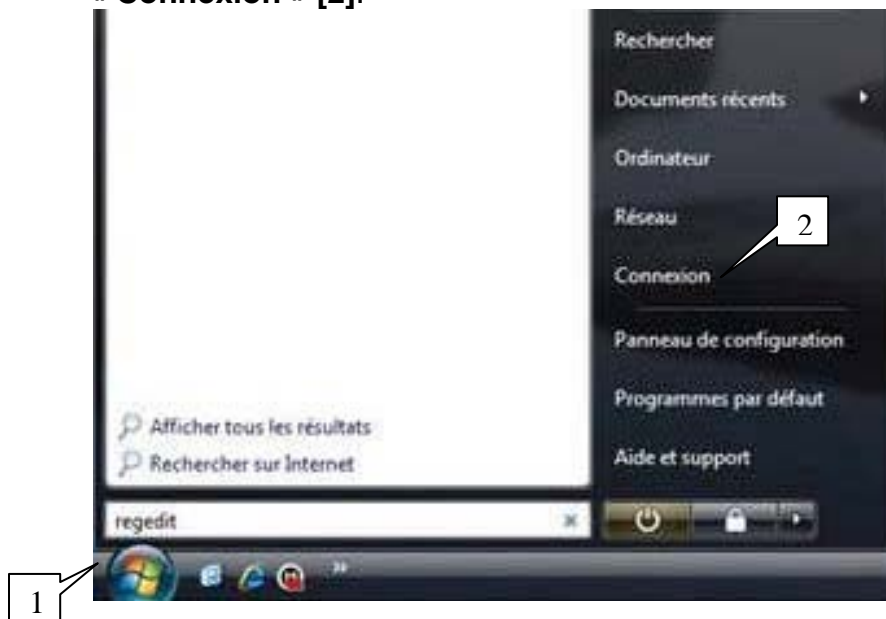 « Connexion » [2].
Rechercher
Documents récents
Ordinateur
Réseau
2
Connexion
Panneau de configuration
Programmes par défaut
Afficher tous les résultats
Rechercher sur Internet
Aide et support
regedit
1